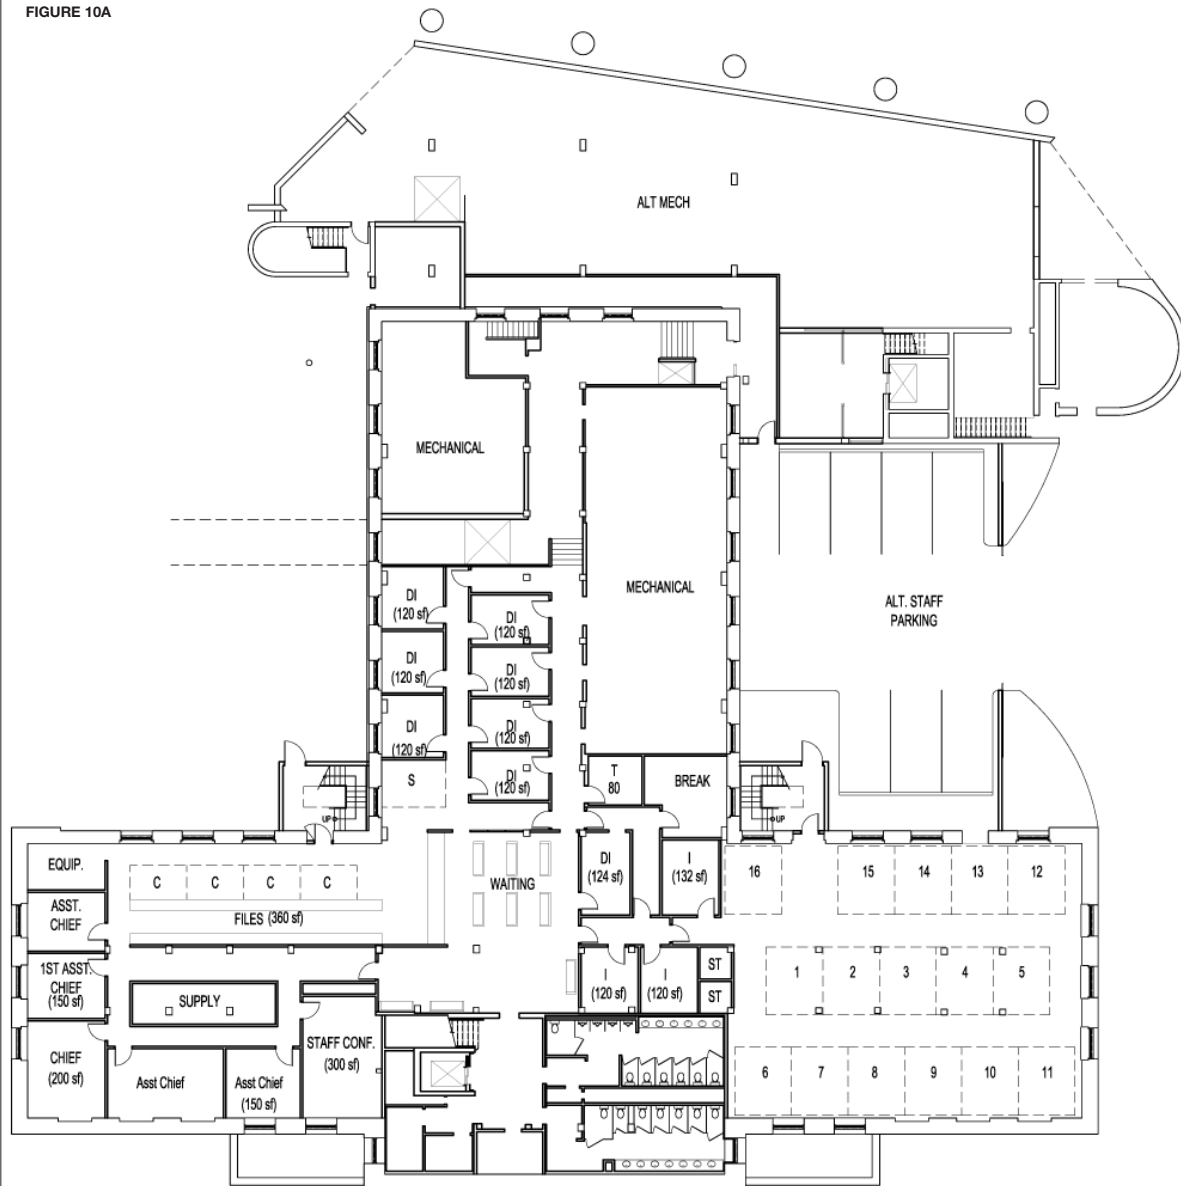 FIGURE 10A
ALT MECH
MECHANICAL
MECHANICAL
ALT. STAFF
PARKING
DI
(120 sf)
DI
(120 sf)
DI
(120 sf)
DI
(120 sf)
DI
(120 sf)
DI
(120 sf)
DI
(120 sf)
S
T
80
BREAK
UP
UP
EQUIP.
C
C
C
C
FILES (360 sf)
WAITING
DI
(124 sf)
I
(132 sf)
16
15
14
13
12
ASST.
CHIEF
1ST ASST.
CHIEF
(150 sf)
SUPPLY
I
(120 sf)
I
(120 sf)
ST
ST
1
2
3
4
5
CHIEF
(200 sf)
Asst Chief
Asst Chief
(150 sf)
STAFF CONF.
(300 sf)
6
7
8
9
10
11